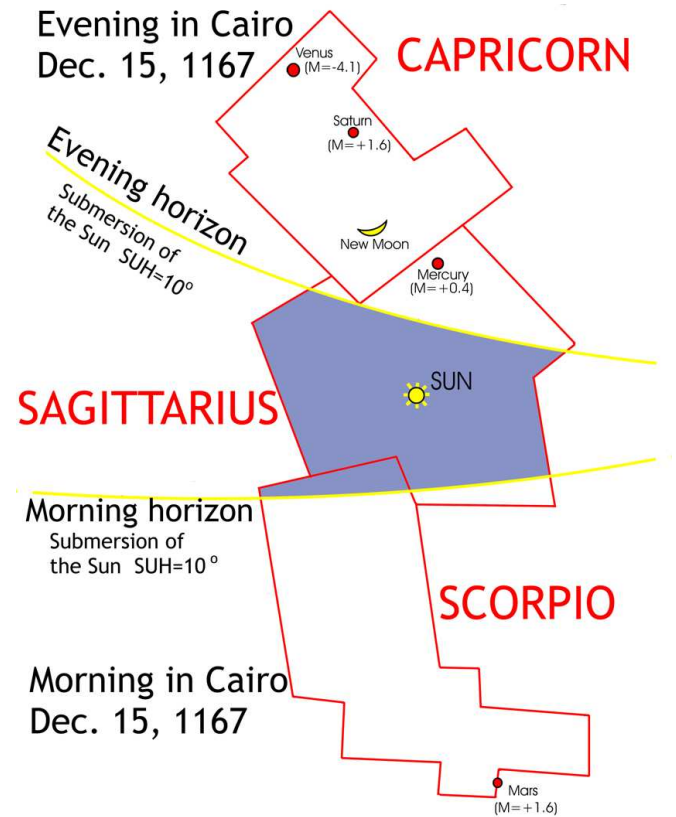 Evening in Cairo
Dec. 15, 1167
CAPRICORN
Venus
(M=-4.1)
Saturn
(M=+1.6)
Evening horizon
Submersion of
the Sun SUH=10°
New Moon
Mercury
(M=+0.4)
SUN
SAGITTARIUS
Morning horizon
Submersion of
the Sun SUH=10°
SCORPIO
Morning in Cairo
Dec. 15, 1167
Mars
(M=+1.6)